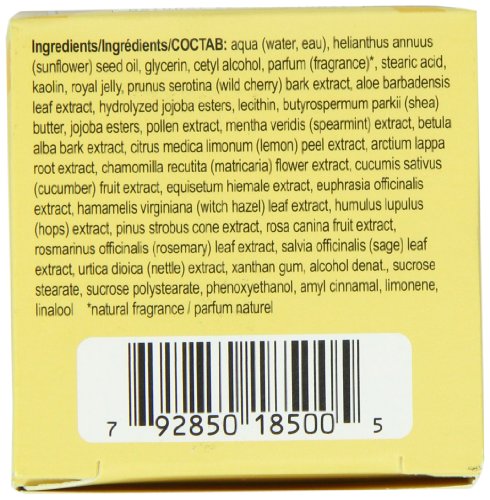 Ingredients/Ingrédients/COCTAB: aqua (water, eau), helianthus annuus
(sunflower) seed oil, glycerin, cetyl alcohol, parfum (fragrance)*, stearic acid,
kaolin, royal jelly, prunus serotina (wild cherry) bark extract, aloe barbadensis
leaf extract, hydrolyzed jojoba esters, lecithin, butyrospermum parkii (shea)
butter, jojoba esters, pollen extract, mentha veridis (spearmint) extract, betula
alba bark extract, citrus medica limonum (lemon) peel extract, arctium lappa
root extract, chamomilla recutita (matricaria) flower extract, cucumis sativus
(cucumber) fruit extract, equisetum hiemale extract, euphrasia officinalis
extract, hamamelis virginiana (witch hazel) leaf extract, humulus lupulus
(hops) extract, pinus strobus cone extract, rosa canina fruit extract,
rosmarinus officinalis (rosemary) leaf extract, salvia officinalis (sage) leaf
extract, urtica dioica (nettle) extract, xanthan gum, alcohol denat., sucrose
stearate, sucrose polystearate, phenoxyethanol, amyl cinnamal, limonene,
linalool *natural fragrance / parfum naturel
7 92850 18500 5